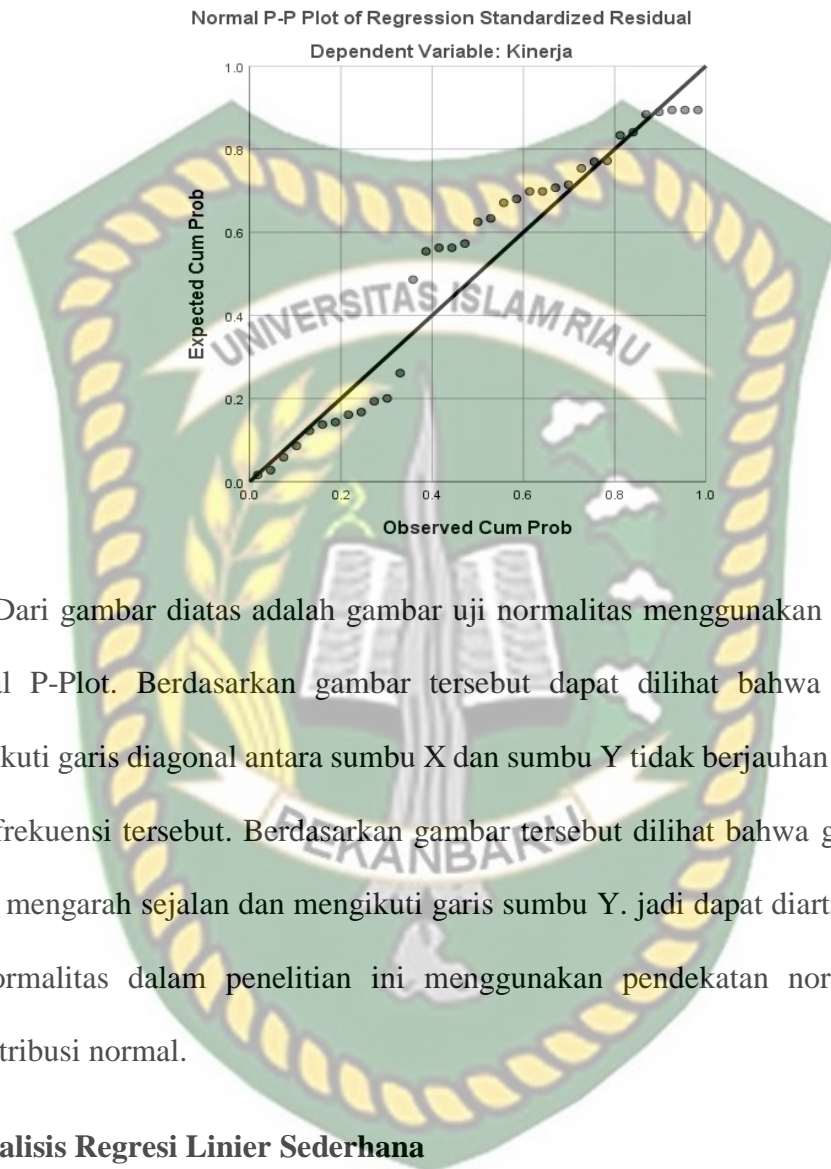 Normal P-P Plot of Regression Standardized Residual
Dependent Variable: Kinerja
1.0
0.8
0.6
0.4
0.2
0.0
Expected Cum Prob
0.0 0.2 0.4 0.6 0.8 1.0
Observed Cum Prob
UNIVERSITAS ISLAM RIAU
Dari gambar diatas adalah gambar uji normalitas menggunakan
al P-Plot. Berdasarkan gambar tersebut dapat dilihat bahwa
kuti garis diagonal antara sumbu X dan sumbu Y tidak berjauhan
frekuensi tersebut. Berdasarkan gambar tersebut dilihat bahwa g
PEKANBARU
mengarah sejalan dan mengikuti garis sumbu Y. jadi dapat diart
ormalitas dalam penelitian ini menggunakan pendekatan nor
tribusi normal.
alisis Regresi Linier Sederhana